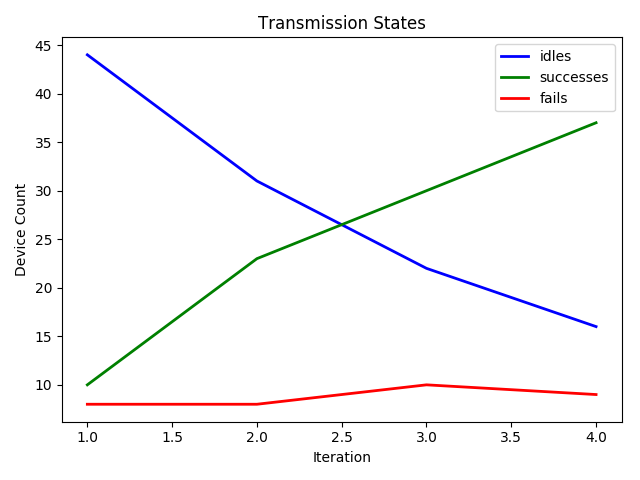 Transmission States
45
40
35
30
25
20
15
10
Device Count
idles
successes
fails
1.0 1.5 2.0 2.5 3.0 3.5 4.0
Iteration